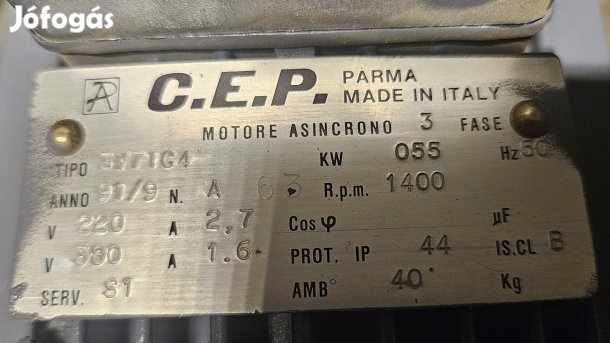 Jófogás
C.E.P. PARMA
MADE IN ITALY
MOTORE ASINCRONO 3 FASE
TIPO KW 055 Hz 50
ANNO 91/9 N. A 63 R.p.m. 1400
V 220 A 2,7 Cos φ µF
V 380 A 1.6 PROT. IP 44 IS.CL B
SERV. S1 AMB° 40° Kg